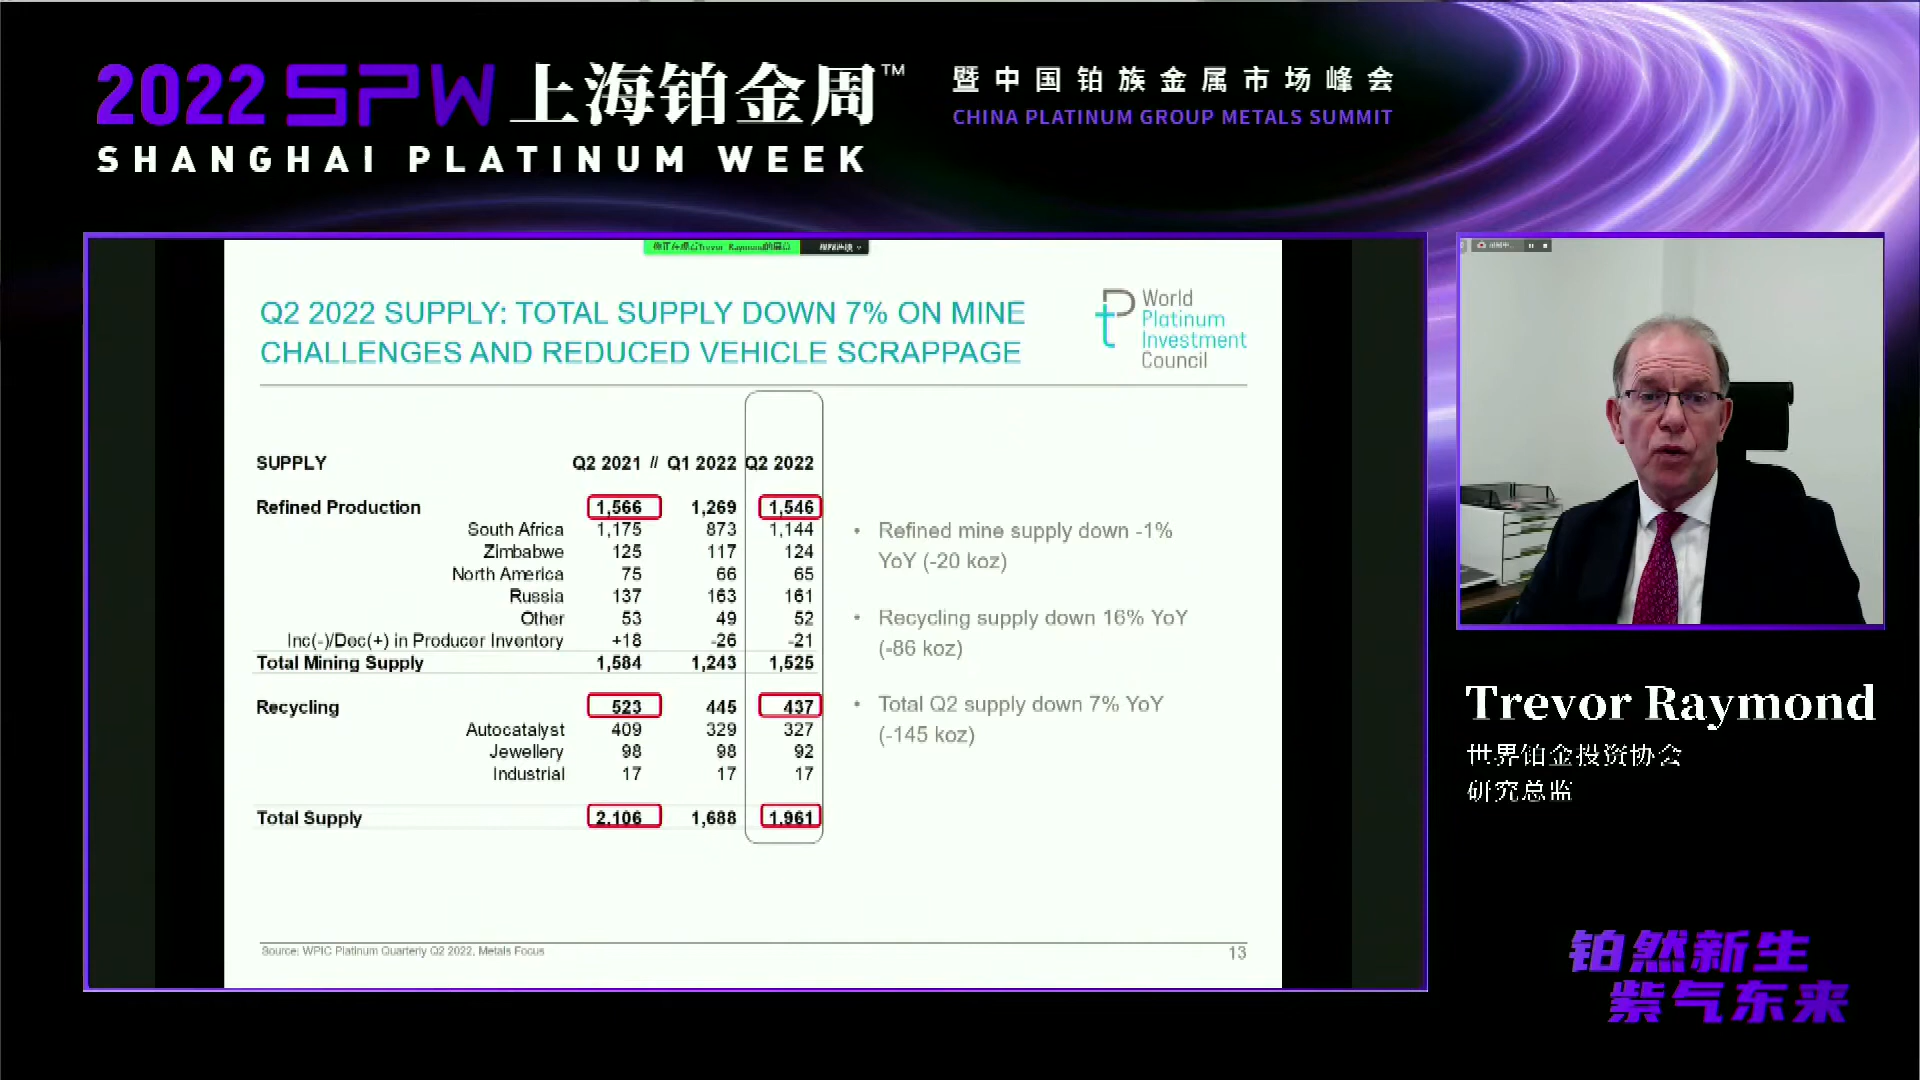 2022 SPW 上海铂金周™
SHANGHAI PLATINUM WEEK
暨中国铂族金属市场峰会
CHINA PLATINUM GROUP METALS SUMMIT
Q2 2022 SUPPLY: TOTAL SUPPLY DOWN 7% ON MINE
CHALLENGES AND REDUCED VEHICLE SCRAPPAGE
World
Platinum
Investment
Council
SUPPLY Q2 2021 // Q1 2022 Q2 2022
Refined Production 1,566 1,269 1,546
South Africa 1,175 873 1,144
Zimbabwe 125 117 124
North America 75 66 65
Russia 137 163 161
Other 53 49 52
Inc(-)/Dec(+) in Producer Inventory +18 -26 -21
Total Mining Supply 1,584 1,243 1,525
Recycling 523 445 437
Autocatalyst 409 329 327
Jewellery 98 98 92
Industrial 17 17 17
Total Supply 2,106 1,688 1,961
• Refined mine supply down -1%
YoY (-20 koz)
• Recycling supply down 16% YoY
(-86 koz)
• Total Q2 supply down 7% YoY
(-145 koz)
Source: WPIC Platinum Quarterly Q2 2022, Metals Focus
13
Trevor Raymond
世界铂金投资协会
研究总监
铂然新生
紫气东来